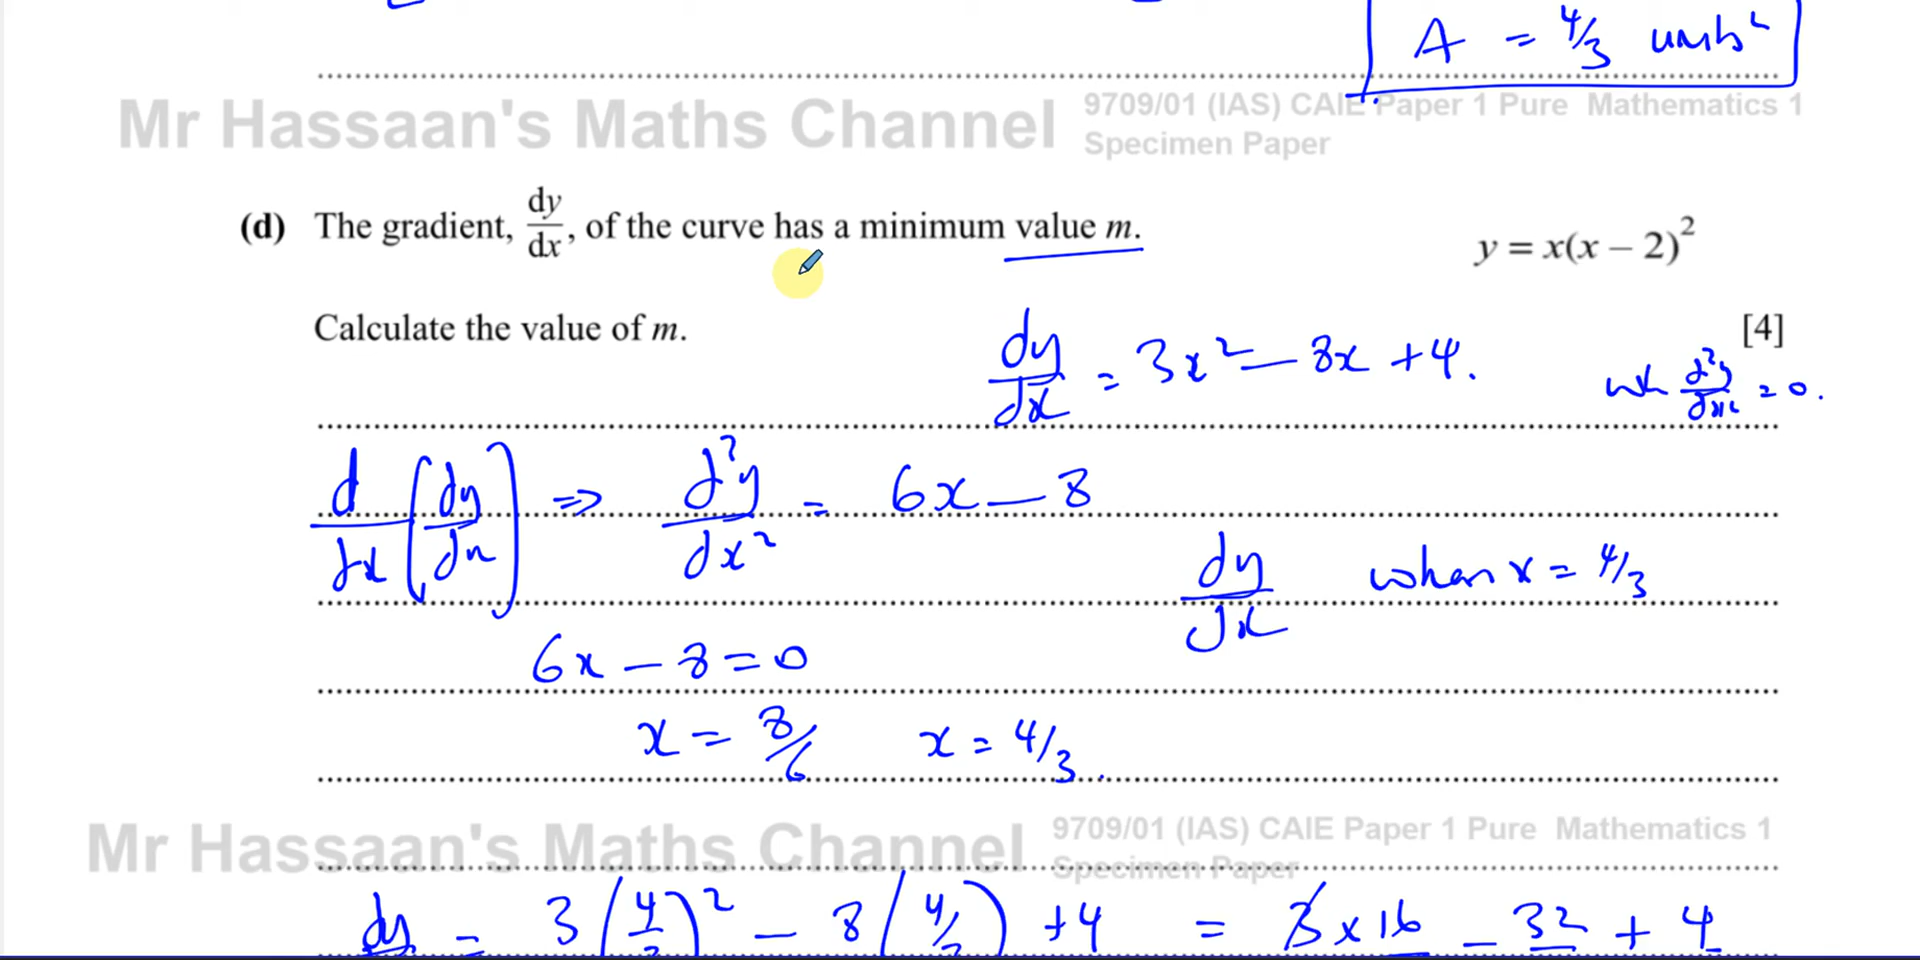 A = 4/3 units²
Mr Hassaan's Maths Channel 9709/01 (IAS) CAIE Paper 1 Pure Mathematics 1
Specimen Paper
(d) The gradient, dy/dx, of the curve has a minimum value m.
y = x(x – 2)²
Calculate the value of m. [4]
dy/dx = 3x² – 8x + 4.
d²y/dx² = 0.
d/dx (dy/dx) ⇒ d²y/dx² = 6x – 8
dy/dx when x = 4/3
6x – 8 = 0
x = 8/6 x = 4/3.
Mr Hassaan's Maths Channel 9709/01 (IAS) CAIE Paper 1 Pure Mathematics 1
Specimen Paper
dy = 3(4/3)² – 8(4/3) + 4 = 3 x 16 – 32 + 4